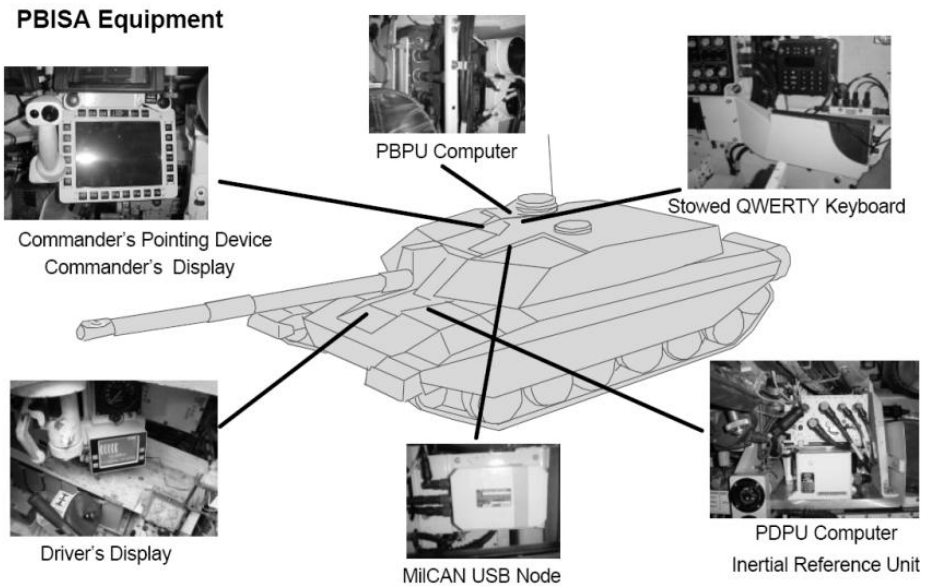 PBISA Equipment
PBPU Computer
Stowed QWERTY Keyboard
Commander's Pointing Device
Commander's Display
Driver's Display
MilCAN USB Node
PDPU Computer
Inertial Reference Unit